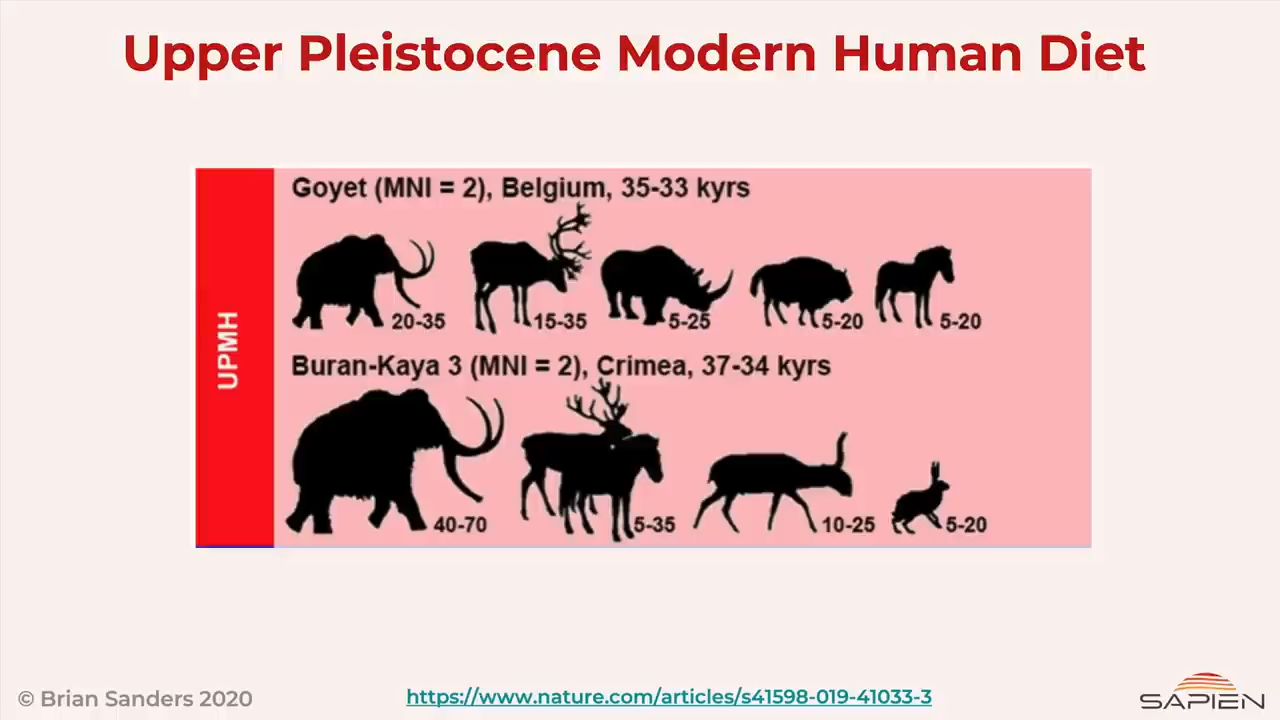 Upper Pleistocene Modern Human Diet
UPMH
Goyet (MNI = 2), Belgium, 35-33 kyrs
20-35 15-35 5-25 5-20 5-20
Buran-Kaya 3 (MNI = 2), Crimea, 37-34 kyrs
40-70 5-35 10-25 5-20
© Brian Sanders 2020
https://www.nature.com/articles/s41598-019-41033-3
SAPIEN